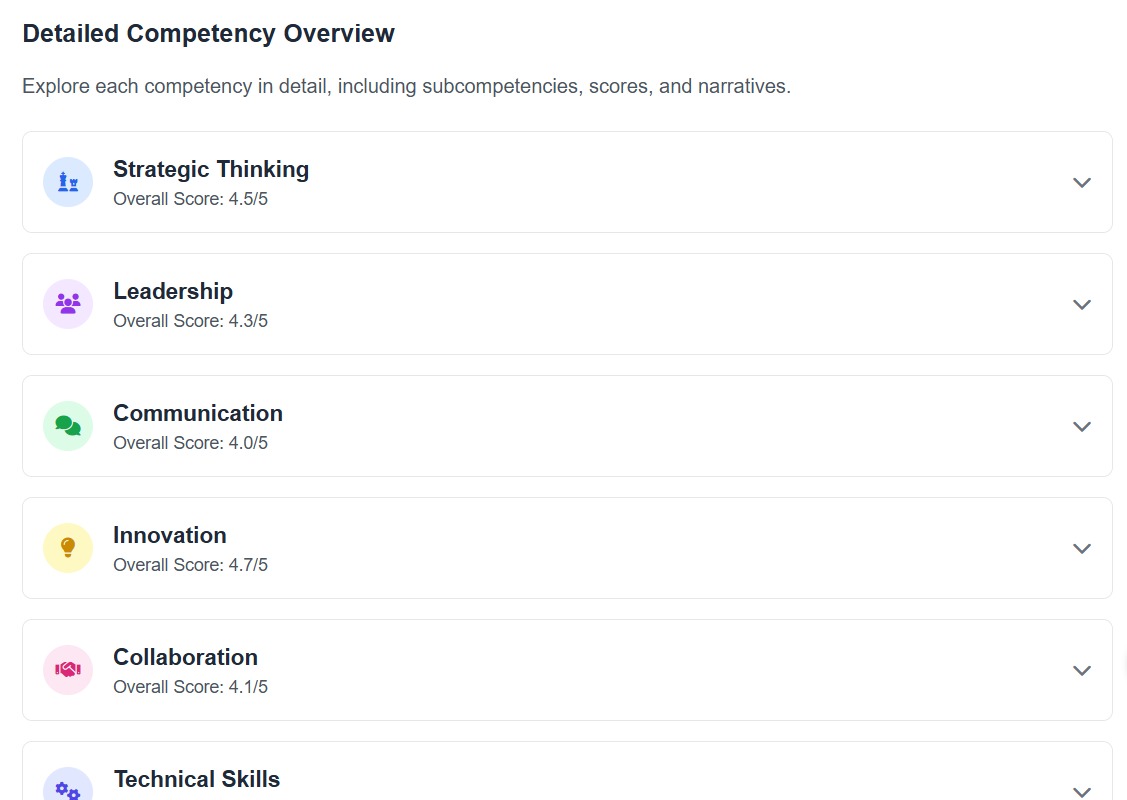 Detailed Competency Overview
Explore each competency in detail, including subcompetencies, scores, and narratives.
Strategic Thinking
Overall Score: 4.5/5
Leadership
Overall Score: 4.3/5
Communication
Overall Score: 4.0/5
Innovation
Overall Score: 4.7/5
Collaboration
Overall Score: 4.1/5
Technical Skills